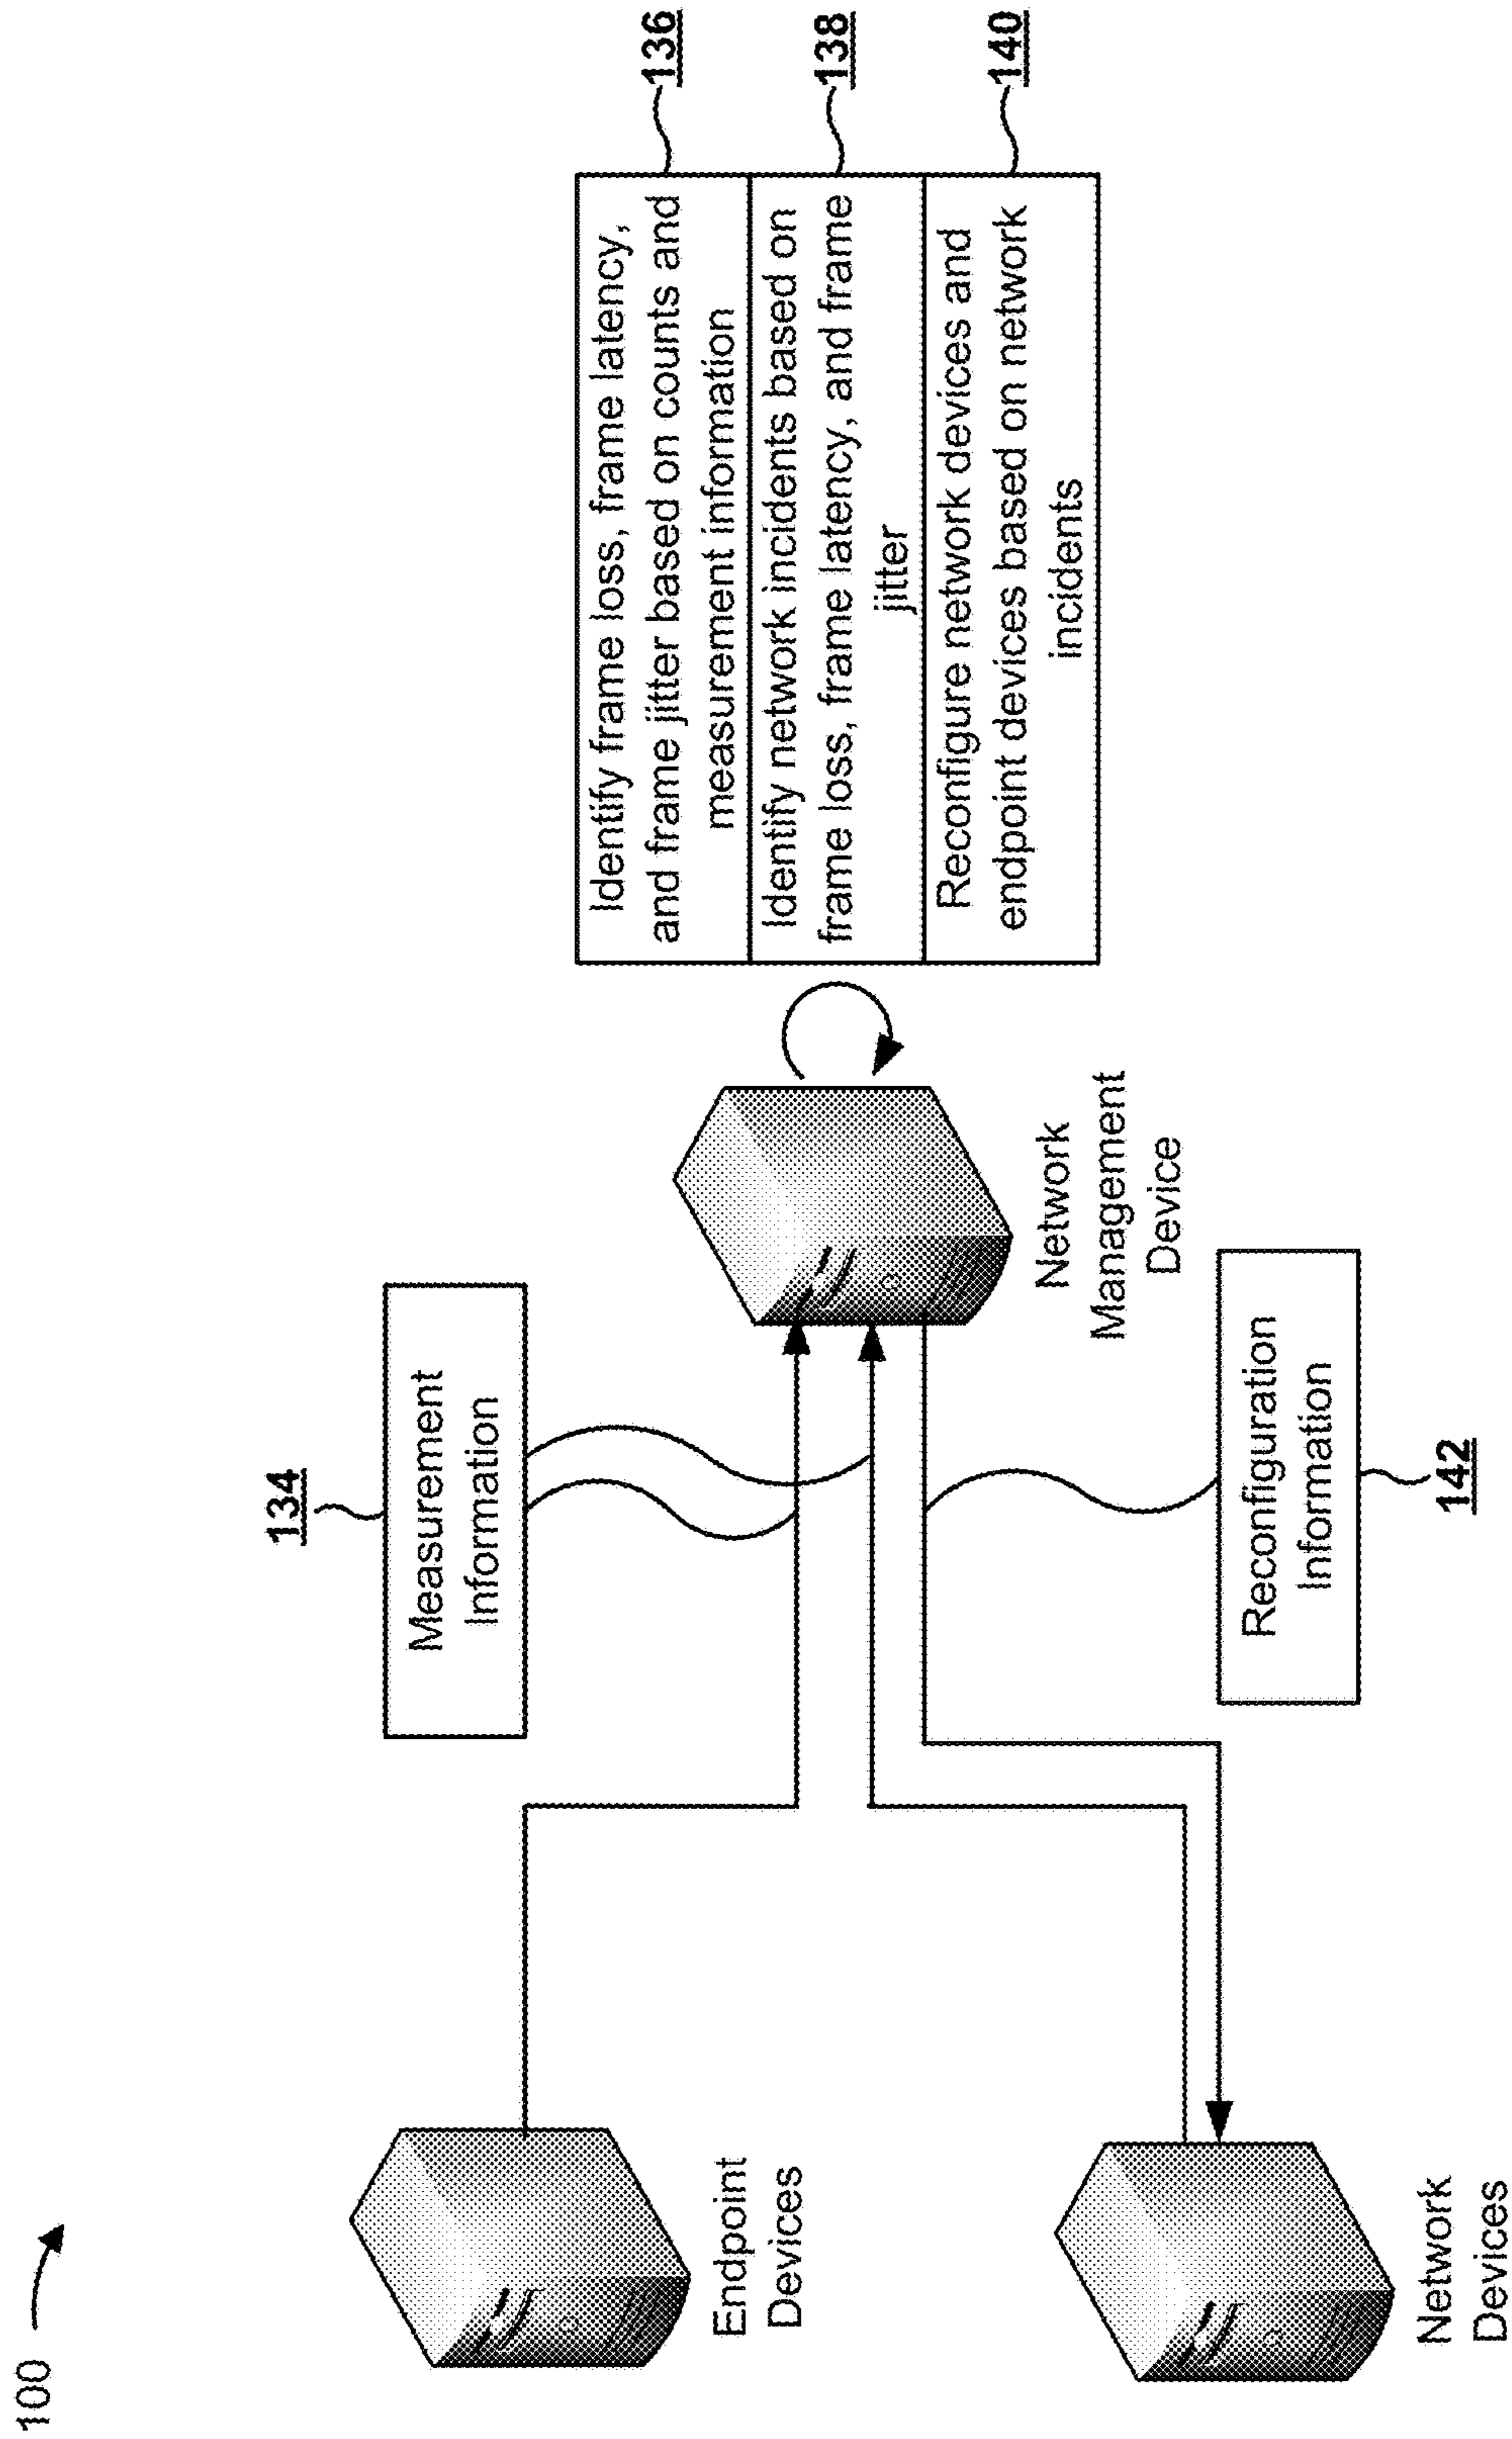 100
134
Measurement
Information
Endpoint
Devices
Network
Management
Device
Identify frame loss, frame latency,
and frame jitter based on counts and
measurement information
136
Identify network incidents based on
frame loss, frame latency, and frame
jitter
138
Reconfigure network devices and
endpoint devices based on network
incidents
140
Reconfiguration
Information
142
Network
Devices